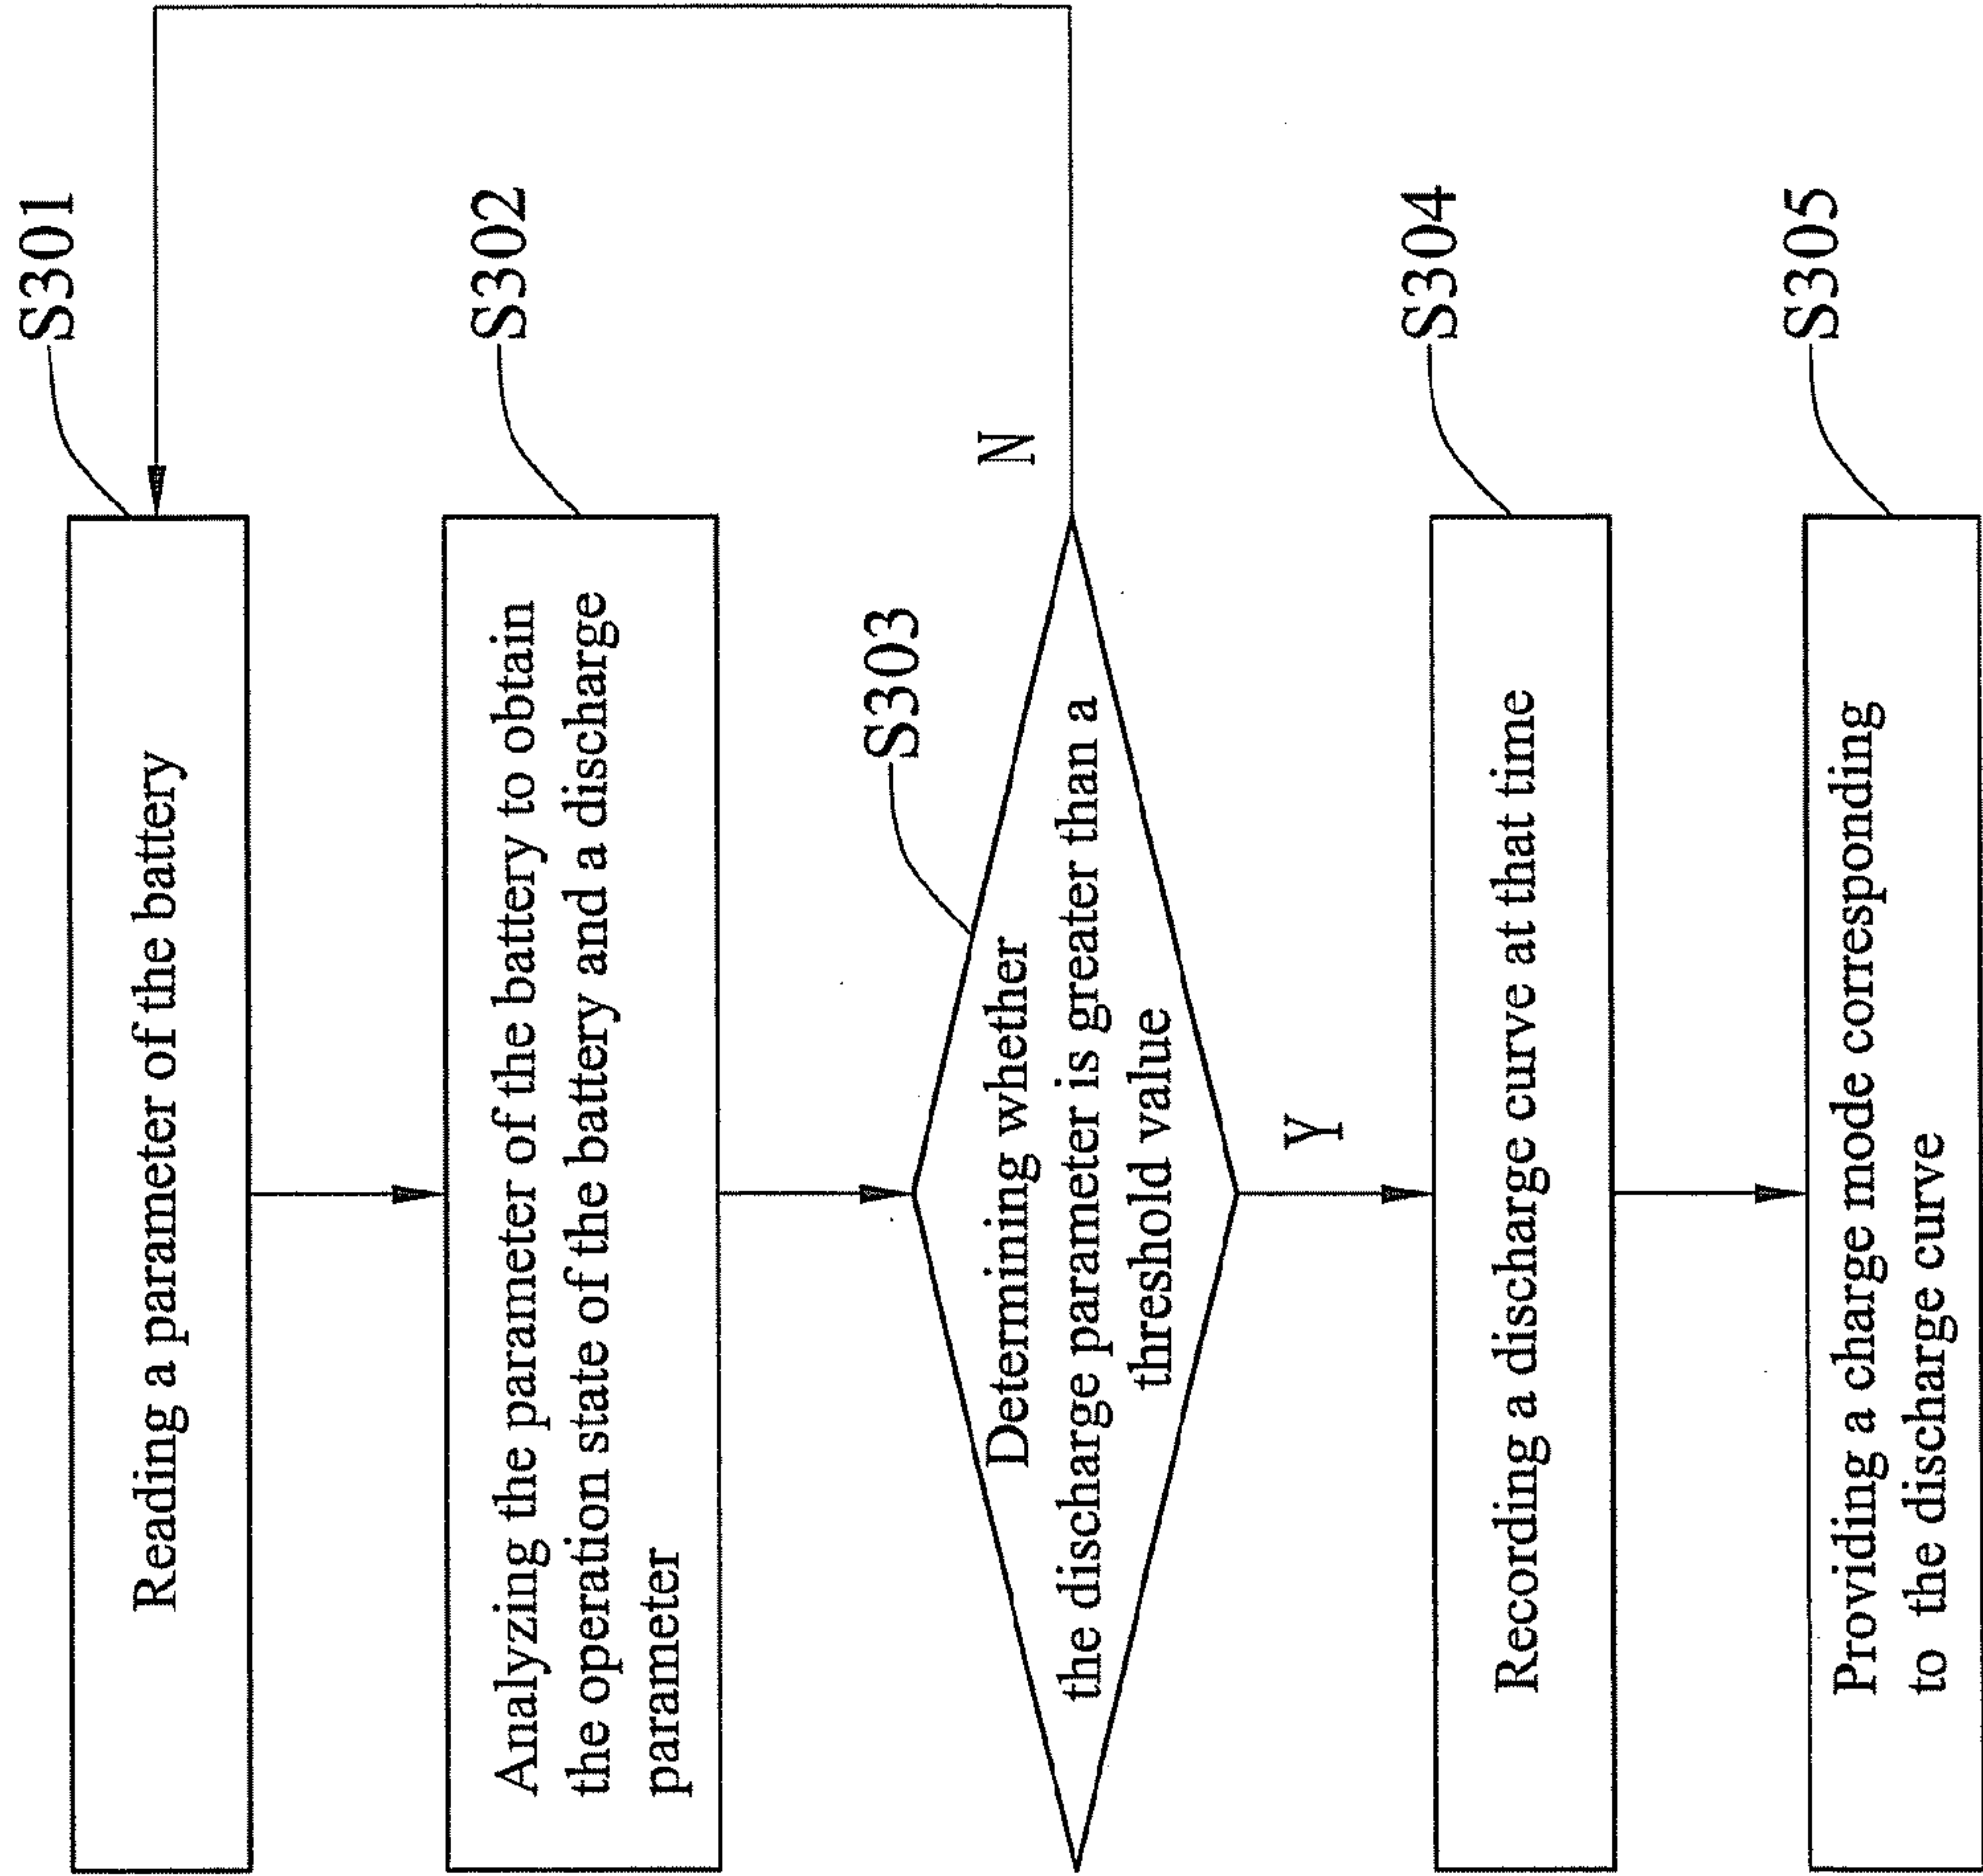 S301
Reading a parameter of the battery
S302
Analyzing the parameter of the battery to obtain
the operation state of the battery and a discharge
parameter
S303
Determining whether
the discharge parameter is greater than a
threshold value
N
Y
S304
Recording a discharge curve at that time
S305
Providing a charge mode corresponding
to the discharge curve